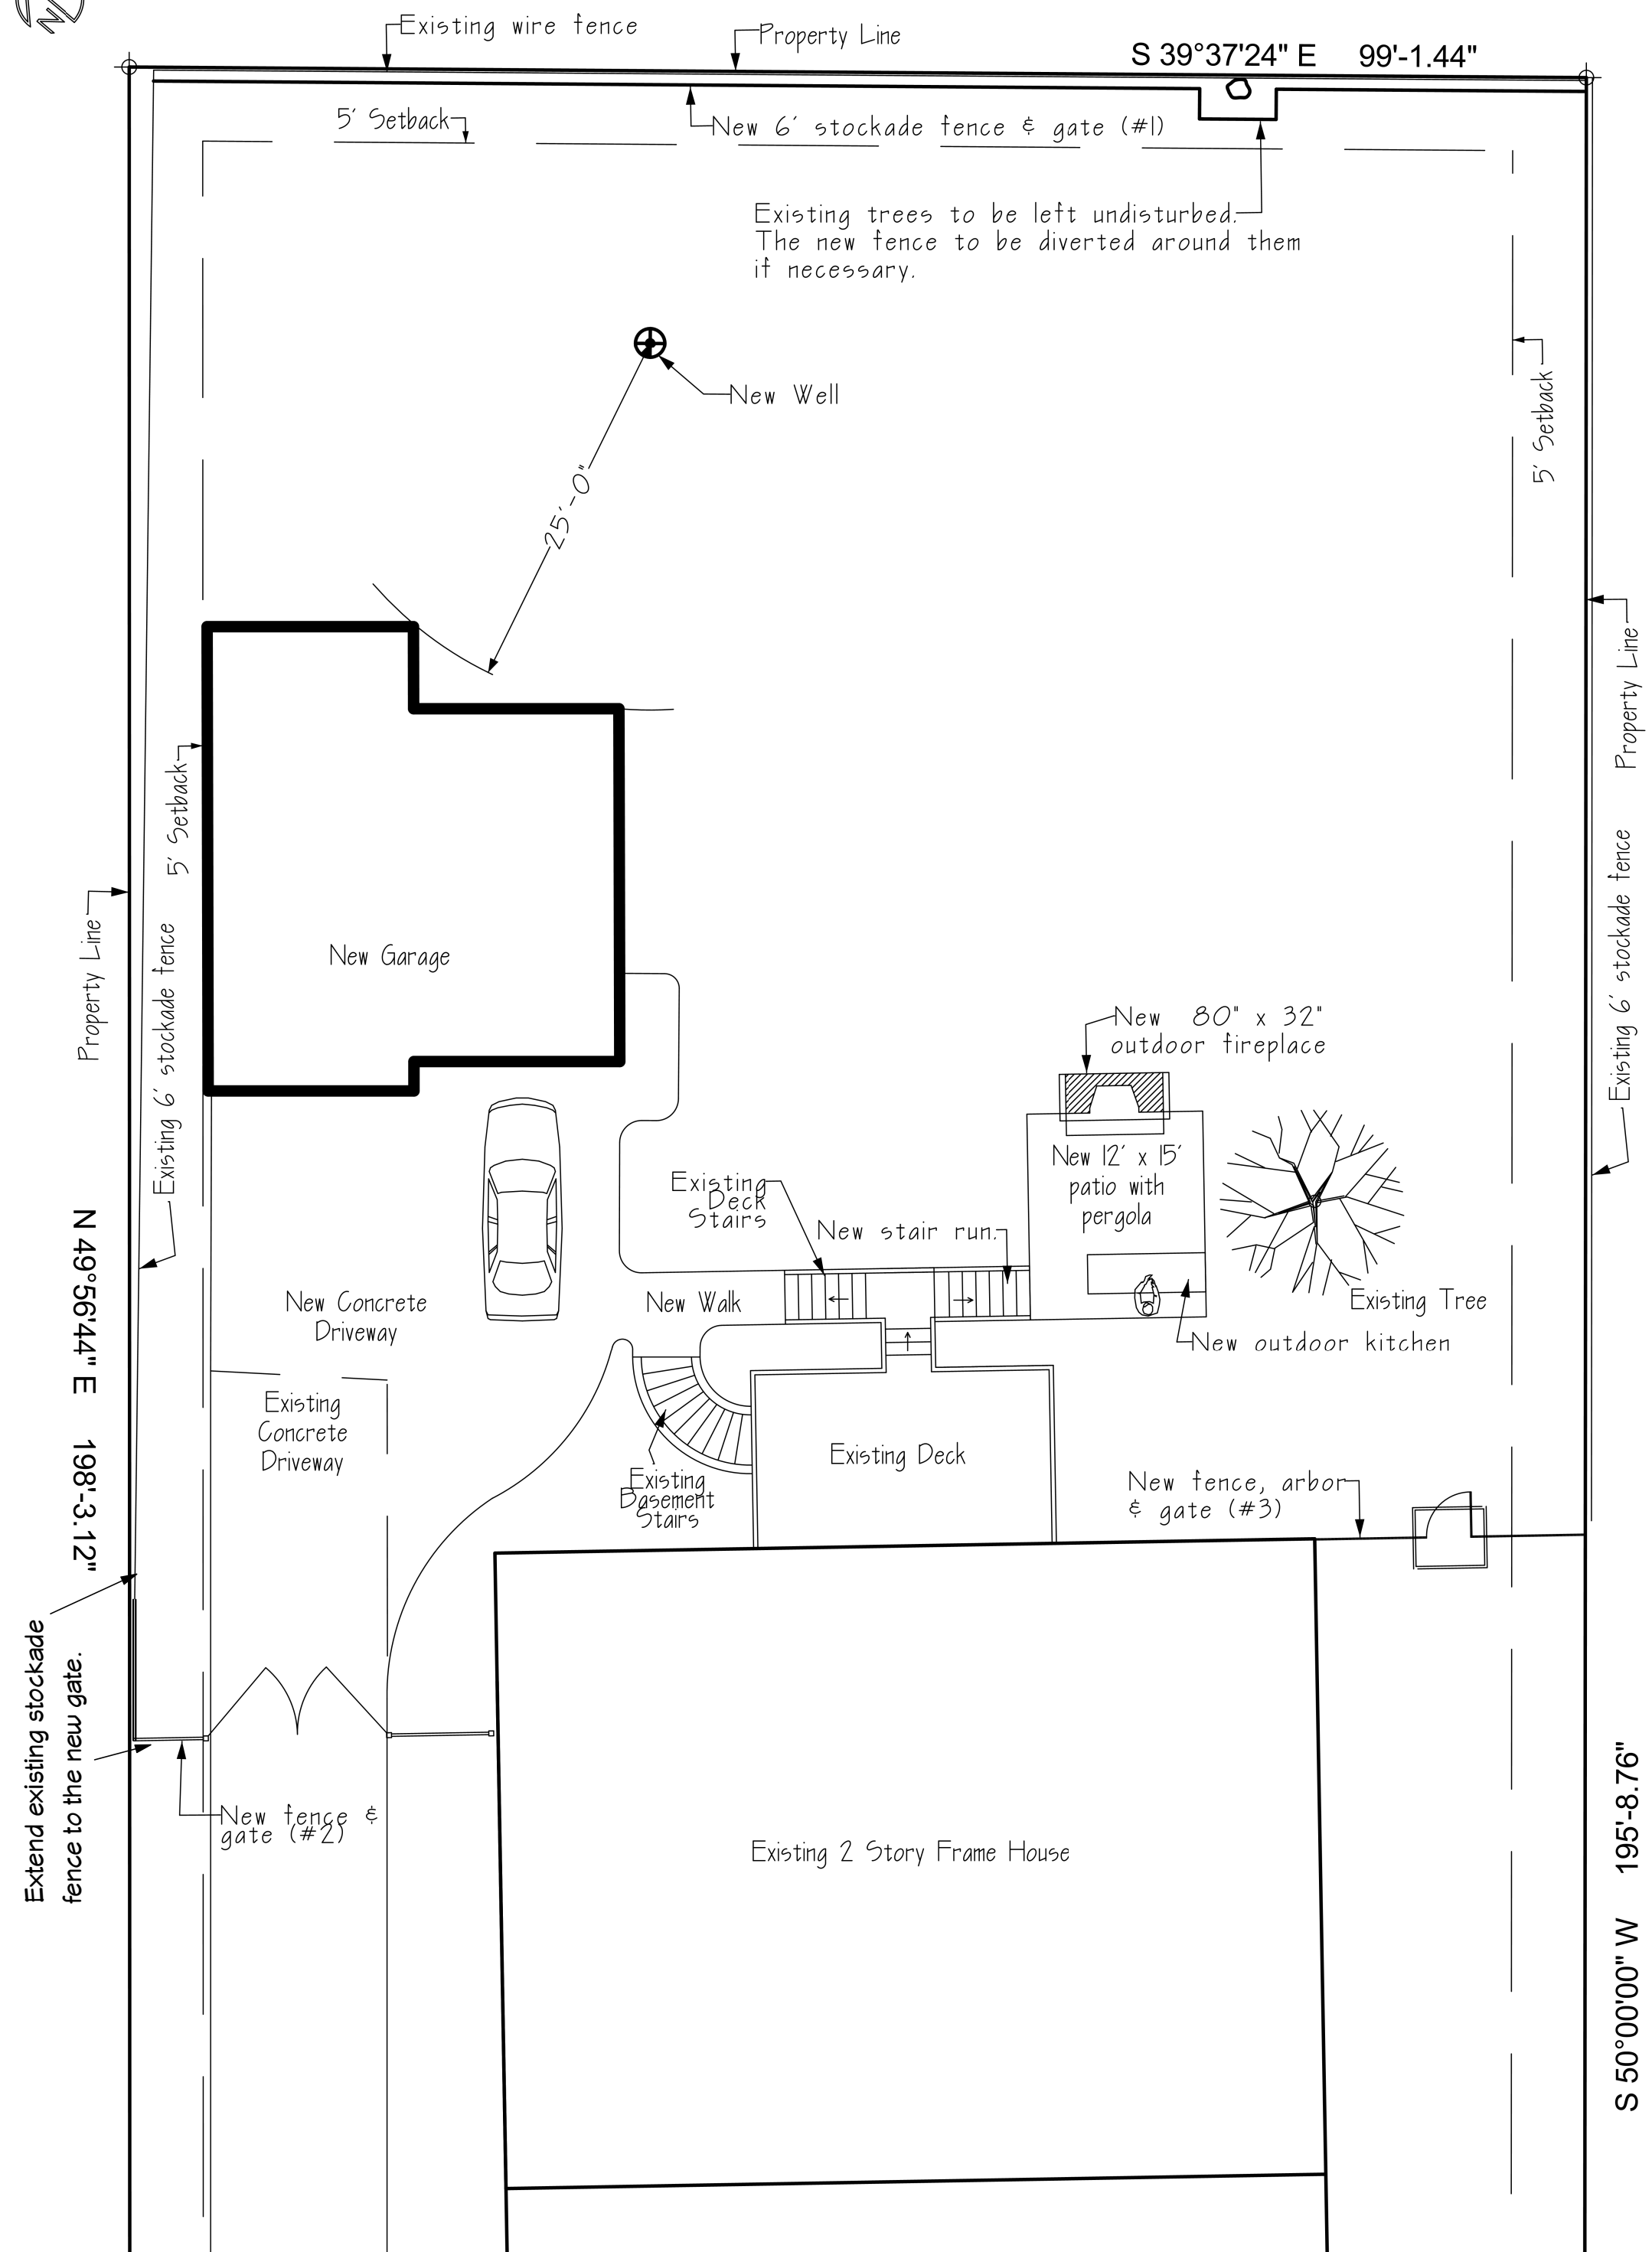 N
Existing wire fence
Property Line
S 39°37'24" E 99'-1.44"
5' Setback
New 6' stockade fence & gate (#1)
Existing trees to be left undisturbed.
The new fence to be diverted around them
if necessary.
New Well
5' Setback
25'-0"
Property Line
5' Setback
Property Line
Existing 6' stockade fence
Existing 6' stockade fence
New Garage
New 80" x 32"
outdoor fireplace
New 12' x 15'
patio with
pergola
Existing
Deck
Stairs
New stair run.
N 49°56'44" E 198'-3.12"
New Concrete
Driveway
New Walk
Existing Tree
New outdoor kitchen
Existing
Concrete
Driveway
Existing Deck
Existing
Basement
Stairs
New fence, arbor
& gate (#3)
Extend existing stockade
fence to the new gate.
New fence &
gate (#2)
Existing 2 Story Frame House
S 50°00'00" W 195'-8.76"